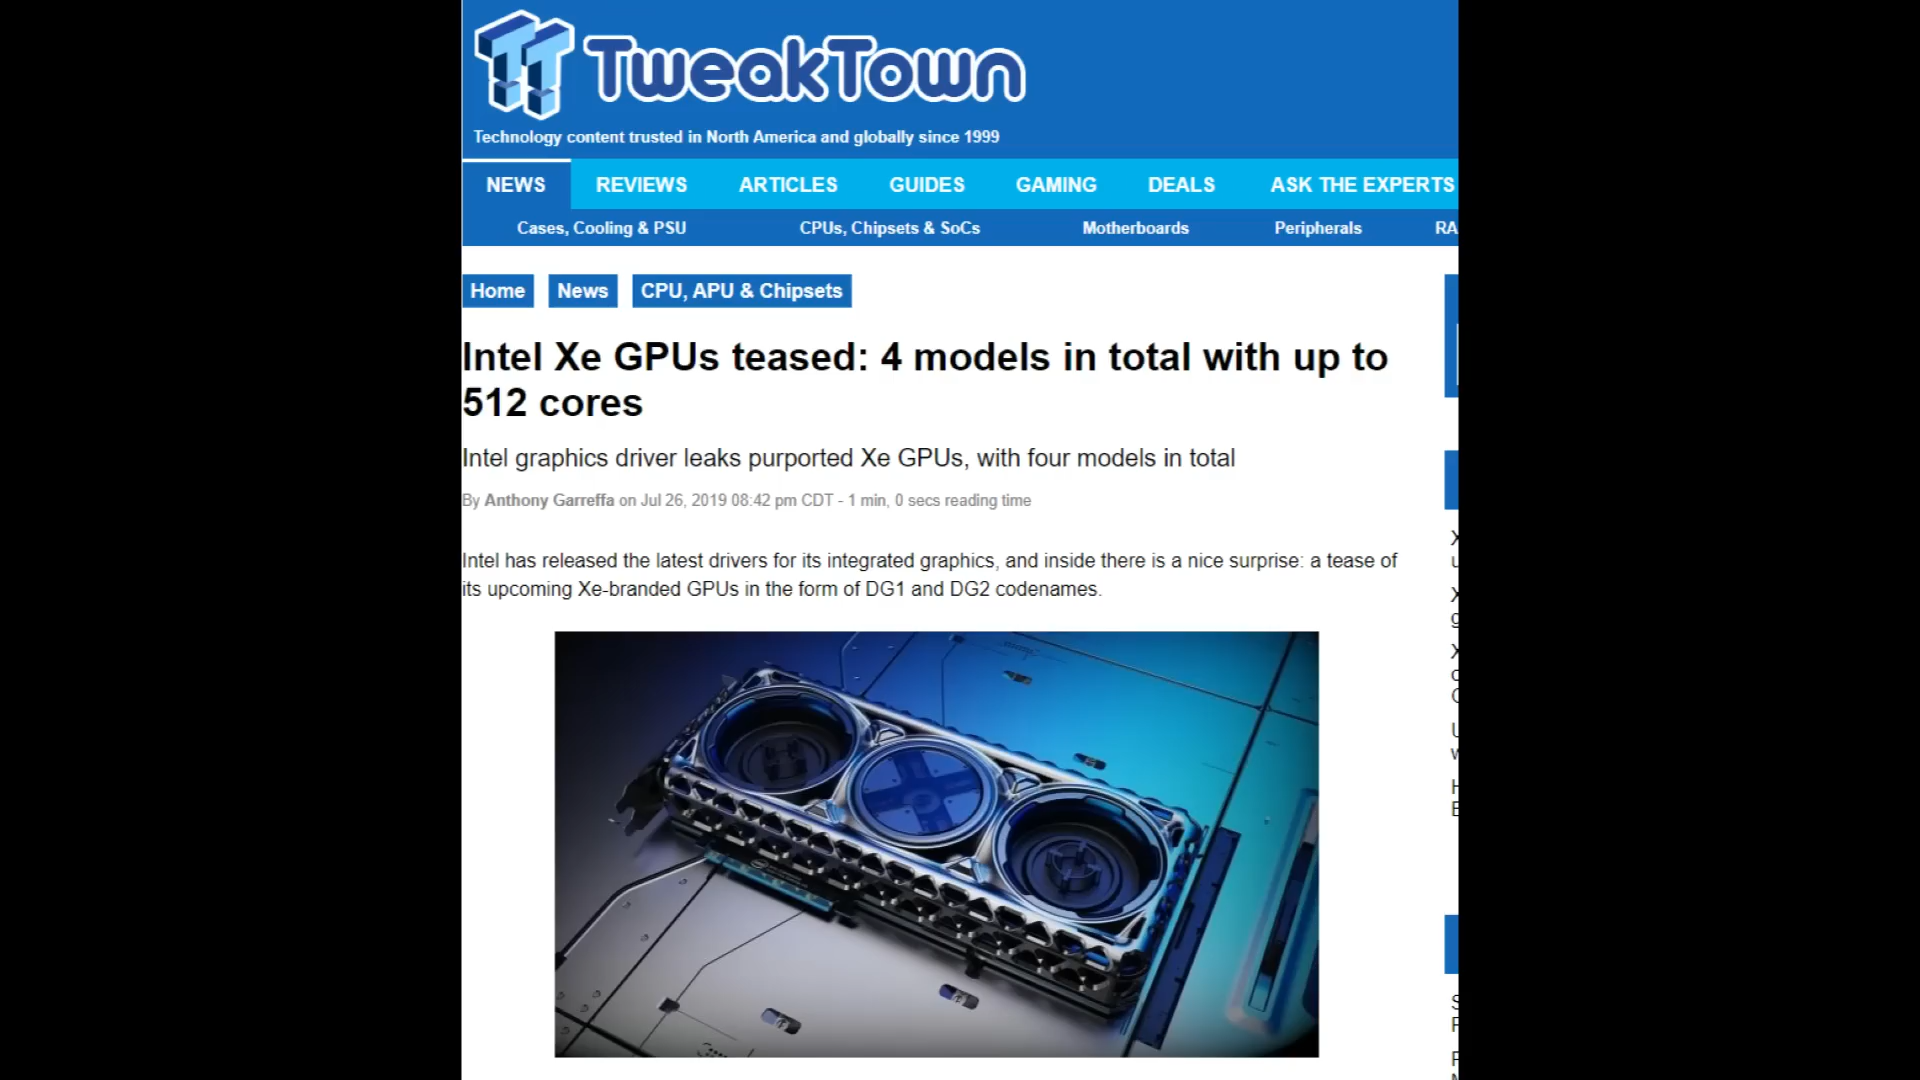 TweakTown
Technology content trusted in North America and globally since 1999
NEWS REVIEWS ARTICLES GUIDES GAMING DEALS ASK THE EXPERTS
Cases, Cooling & PSU CPUs, Chipsets & SoCs Motherboards Peripherals RA
Home News CPU, APU & Chipsets
Intel Xe GPUs teased: 4 models in total with up to
512 cores
Intel graphics driver leaks purported Xe GPUs, with four models in total
By Anthony Garreffa on Jul 26, 2019 08:42 pm CDT - 1 min, 0 secs reading time
Intel has released the latest drivers for its integrated graphics, and inside there is a nice surprise: a tease of
its upcoming Xe-branded GPUs in the form of DG1 and DG2 codenames.